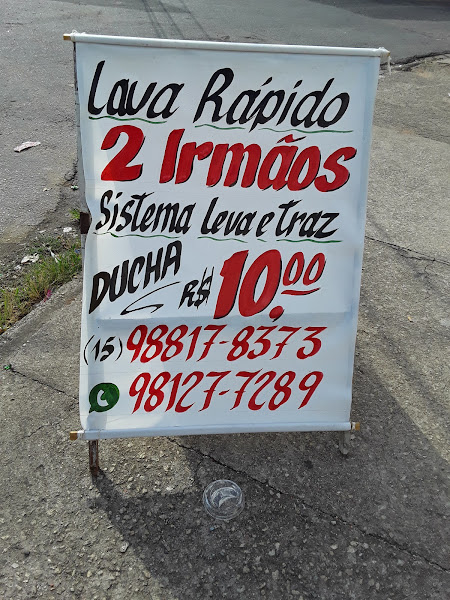 Lava Rápido
2 Irmãos
Sistema Leva e Traz
DUCHA R$ 10,00
(15) 98817-8373
98127-7289